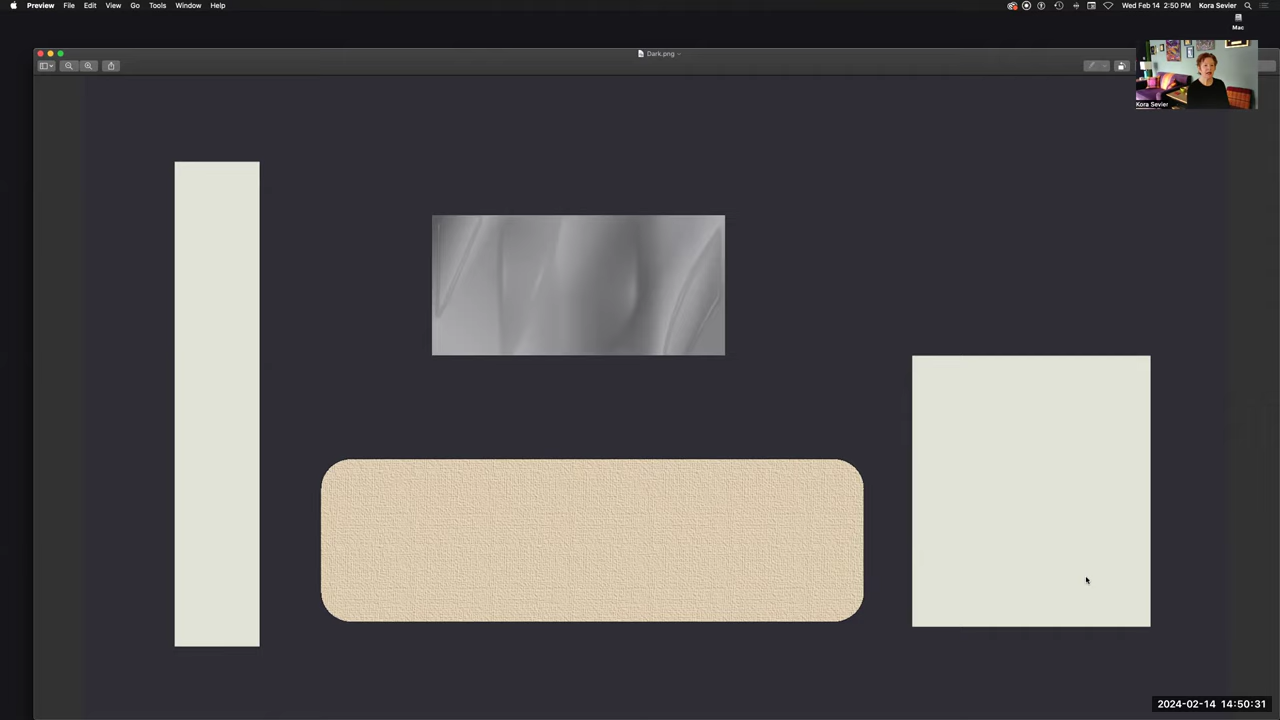 Preview File Edit View Go Tools Window Help Wed Feb 14 2:50 PM Kora Sevier
Mac
Dark.png
Kora Sevier
2024-02-14 14:50:31